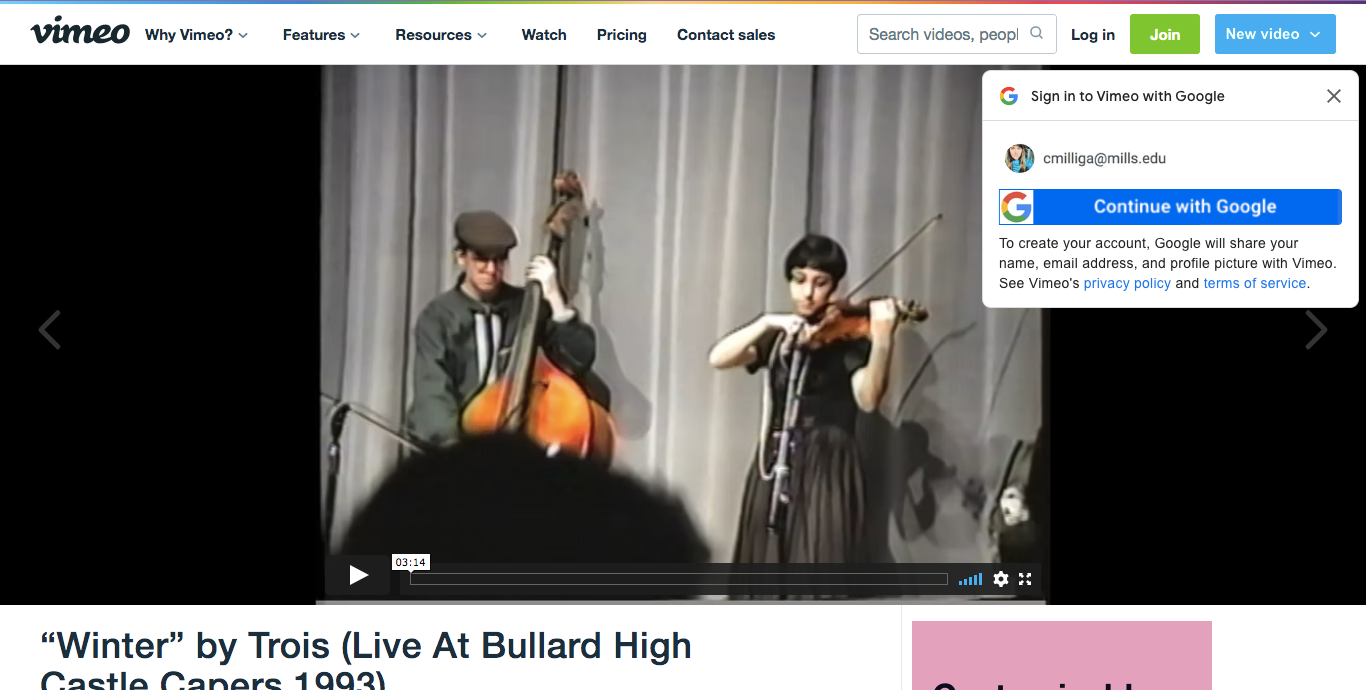 vimeo Why Vimeo? Features Resources Watch Pricing Contact sales Search videos, peopl Log in Join New video
Sign in to Vimeo with Google
cmilliga@mills.edu
Continue with Google
To create your account, Google will share your
name, email address, and profile picture with Vimeo.
See Vimeo's privacy policy and terms of service.
03:14
“Winter” by Trois (Live At Bullard High
Castle Capers 1993)